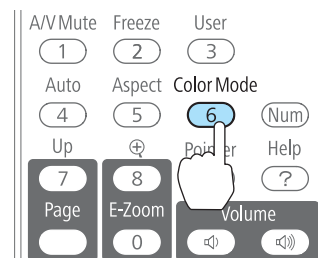 A/V Mute Freeze User
1 2 3
Auto Aspect Color Mode
4 5 6 Num
Up Help
7 8 ?
Page E-Zoom Volume
0